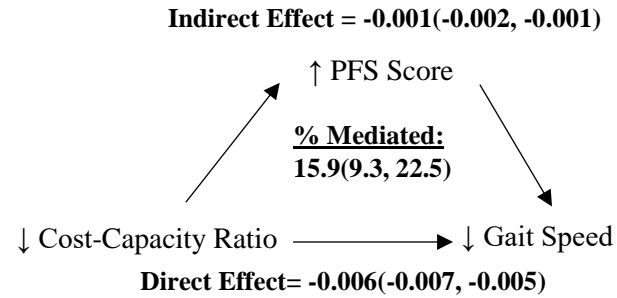 Indirect Effect = -0.001(-0.002, -0.001)
↑ PFS Score
% Mediated:
15.9(9.3, 22.5)
↓ Cost-Capacity Ratio
↓ Gait Speed
Direct Effect= -0.006(-0.007, -0.005)